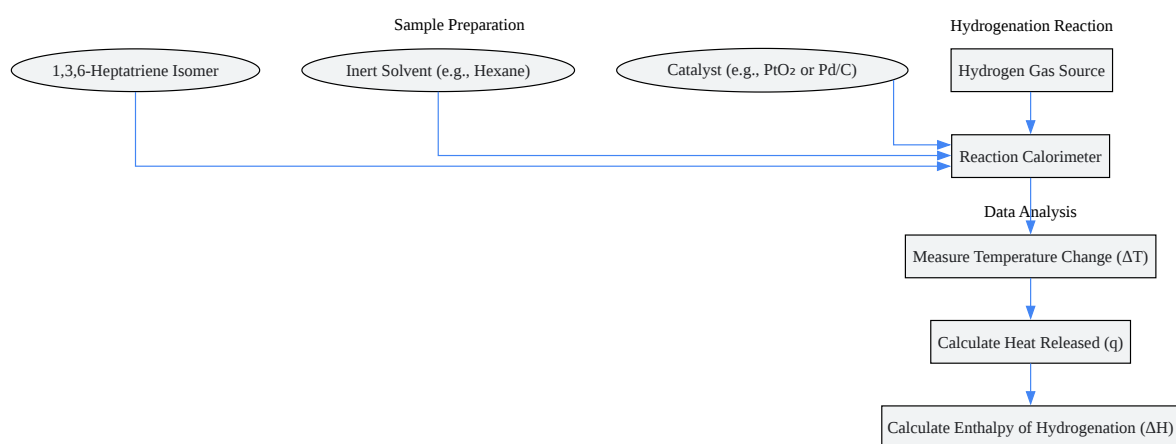 Sample Preparation
Hydrogenation Reaction
1,3,6-Heptatriene Isomer
Inert Solvent (e.g., Hexane)
Catalyst (e.g., PtO₂ or Pd/C)
Hydrogen Gas Source
Reaction Calorimeter
Data Analysis
Measure Temperature Change (ΔT)
Calculate Heat Released (q)
Calculate Enthalpy of Hydrogenation (ΔH)